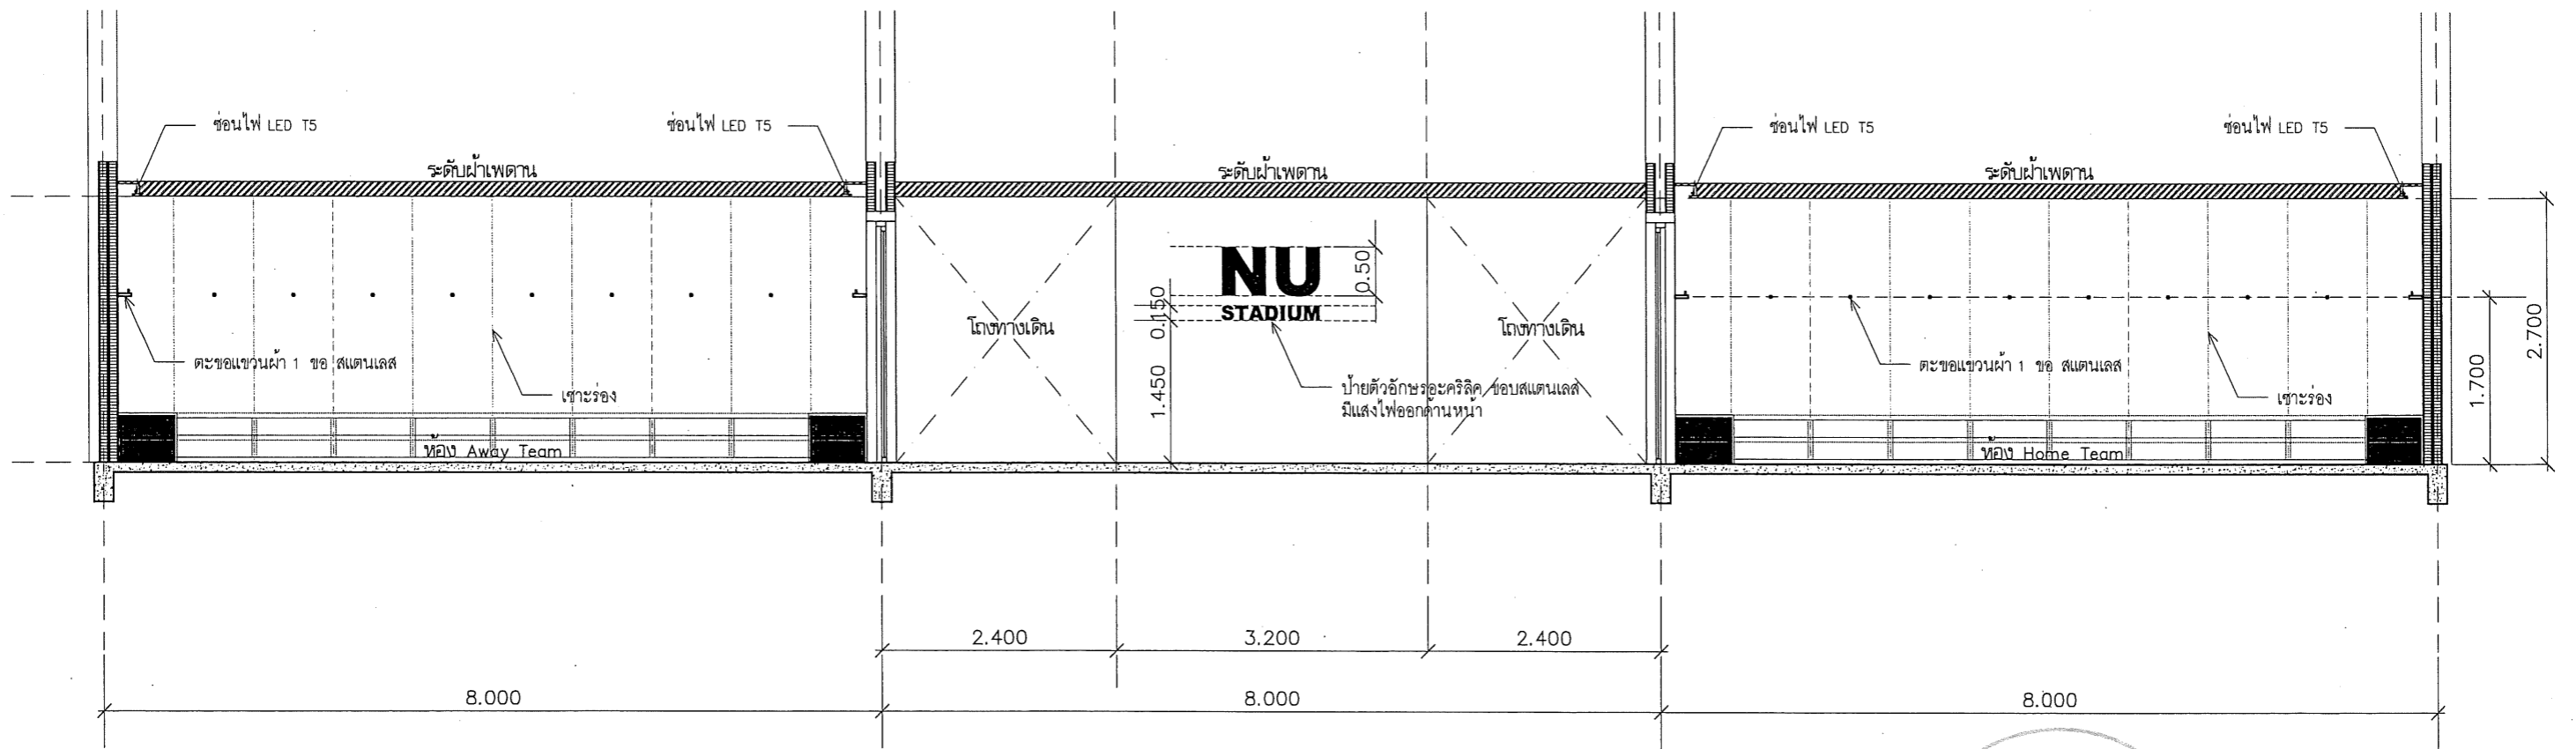 ซ่อนไฟ LED T5
ซ่อนไฟ LED T5
ซ่อนไฟ LED T5
ซ่อนไฟ LED T5
ระดับฝ้าเพดาน
ระดับฝ้าเพดาน
ระดับฝ้าเพดาน
NU
STADIUM
0.50
0.150
1.450
โถงทางเดิน
โถงทางเดิน
2.700
1.700
ตะขอแขวนผ้า 1 ขอ สแตนเลส
เซาะร่อง
ป้ายตัวอักษรอะคริลิค ขอบสแตนเลส
มีแสงไฟออกด้านหน้า
ตะขอแขวนผ้า 1 ขอ สแตนเลส
เซาะร่อง
ห้อง Away Team
ห้อง Home Team
2.400
3.200
2.400
8.000
8.000
8.000